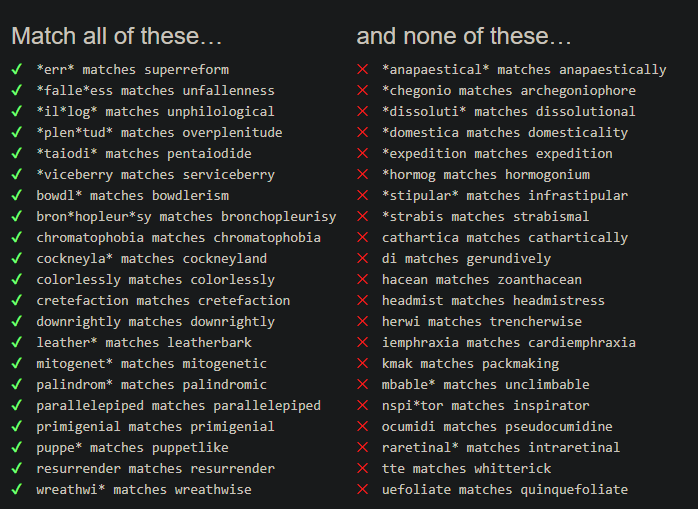 Match all of these…
*err* matches superreform
*falle*ess matches unfallenness
*il*log* matches unphilological
*plen*tud* matches overplenitude
*taiodi* matches pentaiodide
*viceberry matches serviceberry
bowdl* matches bowdlerism
bron*hopleur*sy matches bronchopleurisy
chromatophobia matches chromatophobia
cockneyla* matches cockneyland
colorlessly matches colorlessly
cretefaction matches cretefaction
downrightly matches downrightly
leather* matches leatherbark
mitogenet* matches mitogenetic
palindrom* matches palindromic
parallelepiped matches parallelepiped
primigenial matches primigenial
puppe* matches puppetlike
resurrender matches resurrender
wreathwi* matches wreathwise
and none of these…
*anapaestical* matches anapaestically
*chegonio matches archegoniophore
*dissoluti* matches dissolutional
*domestica matches domesticality
*expedition matches expedition
*hormog matches hormogonium
*stipular* matches infrastipular
*strabis matches strabismal
cathartica matches cathartically
di matches gerundively
hacean matches zoanthacean
headmist matches headmistress
herwi matches trencherwise
iemphraxia matches cardiemphraxia
kmak matches packmaking
mbable* matches unclimbable
nspi*tor matches inspirator
ocumidi matches pseudocumidine
raretinal* matches intraretinal
tte matches whitterick
uefoliate matches quinquefoliate